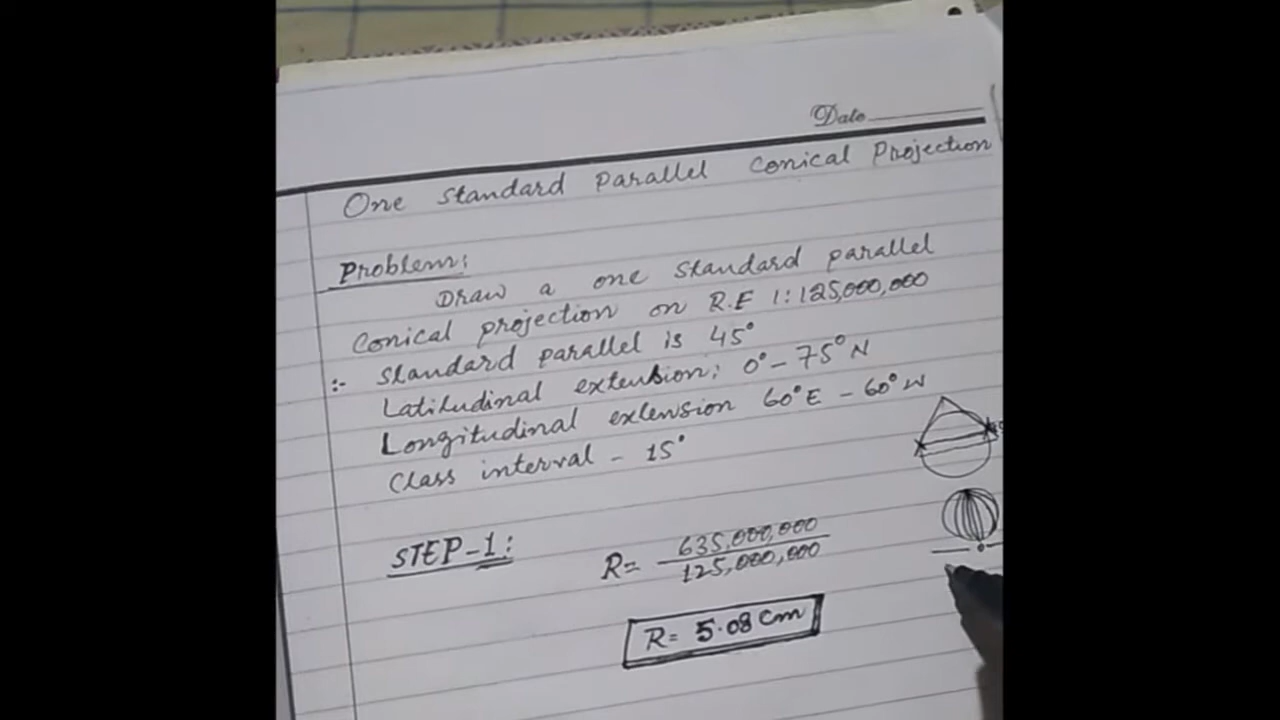 Date
One Standard Parallel Conical Projection
Problem:
Draw a one standard parallel
Conical projection on R.F 1:125,000,000
:- Standard parallel is 45°
Latitudinal extension: 0° - 75° N
Longitudinal extension 60°E - 60°W
Class interval - 15°
STEP-1:
R= 635,000,000
125,000,000
R= 5.08 cm